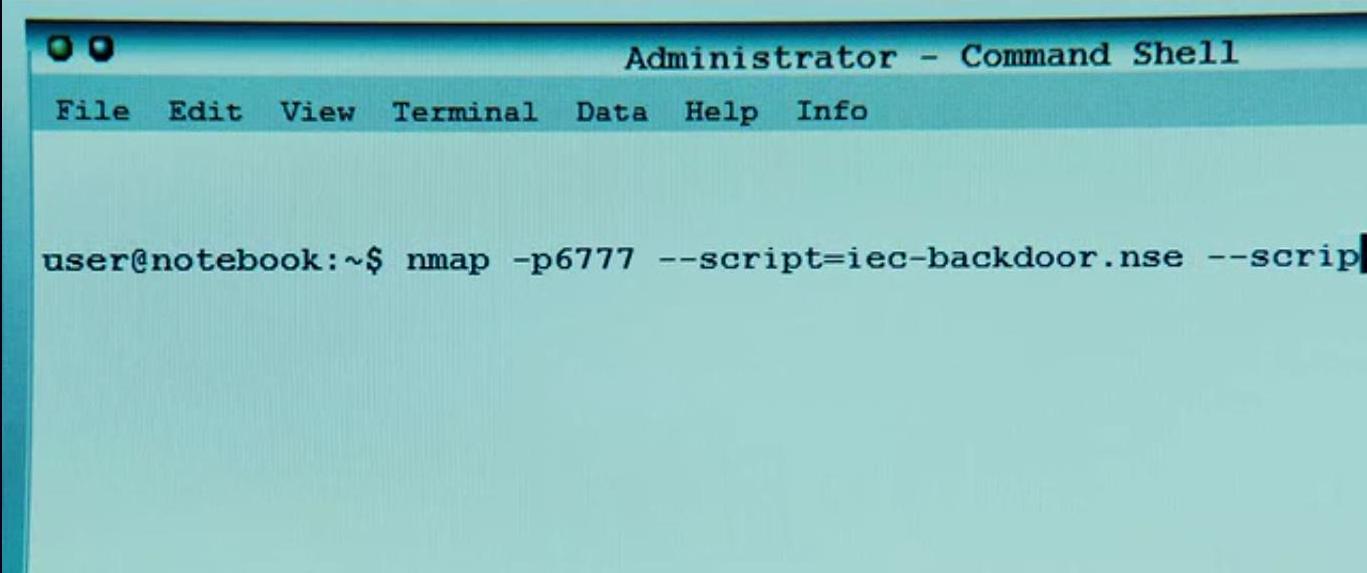 Administrator - Command Shell
File Edit View Terminal Data Help Info
user@notebook:~$ nmap -p6777 --script=iec-backdoor.nse --scrip